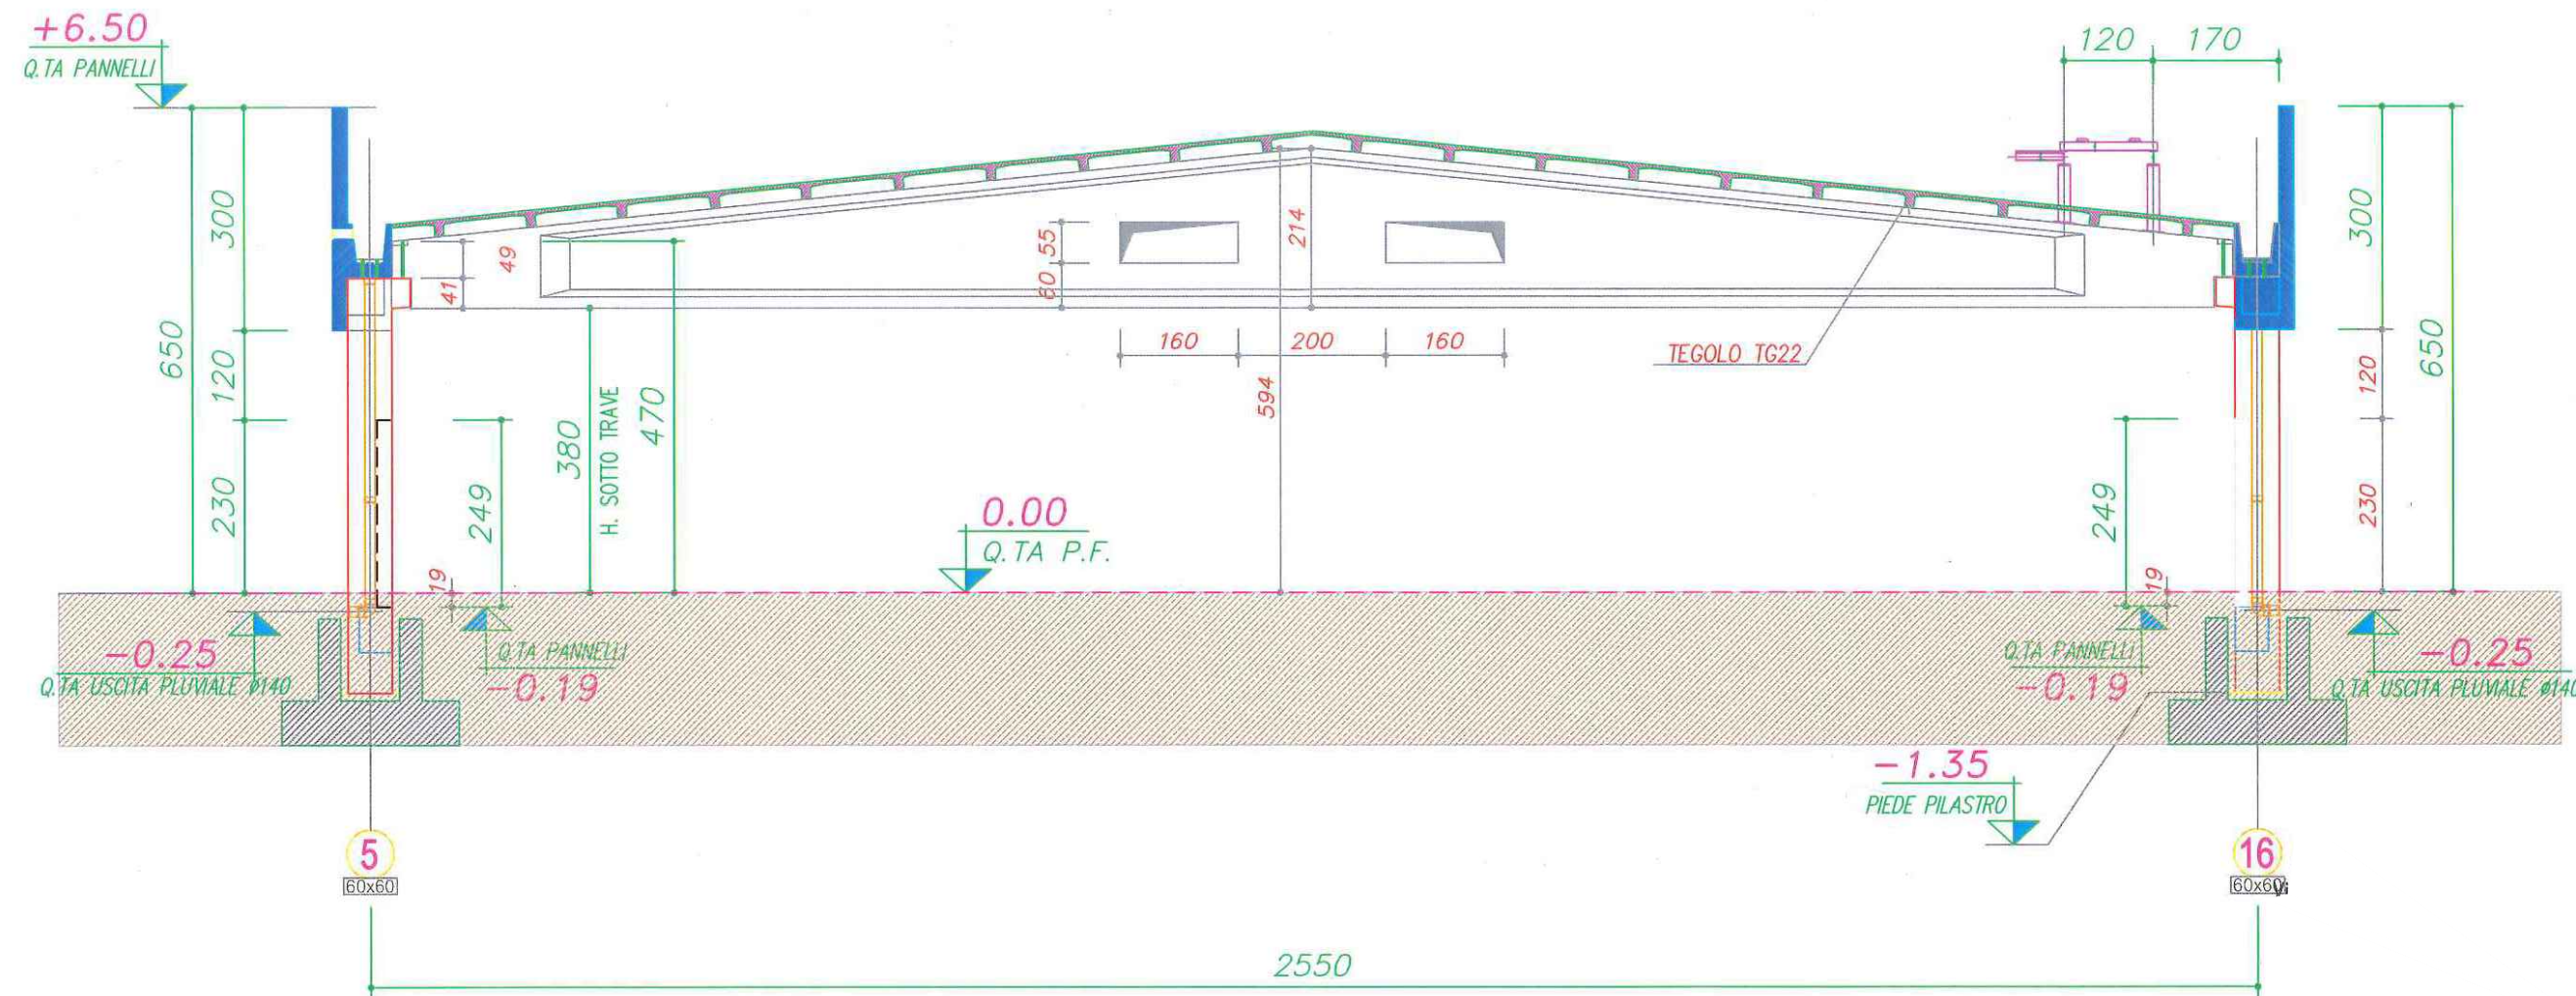 +6.50
Q.TA PANNELLI
120 170
300
650
120
230
49
41
249
19
380
H. SOTTO TRAVE
470
55
60
214
160 200 160
594
TEGOLO TG22
0.00
Q.TA P.F.
300
120
230
650
249
19
-0.25
Q.TA USCITA PLUVIALE ø140
Q.TA PANNELLI
-0.19
Q.TA PANNELLI
-0.19
-0.25
Q.TA USCITA PLUVIALE ø140
-1.35
PIEDE PILASTRO
5
60x60
16
60x60
2550